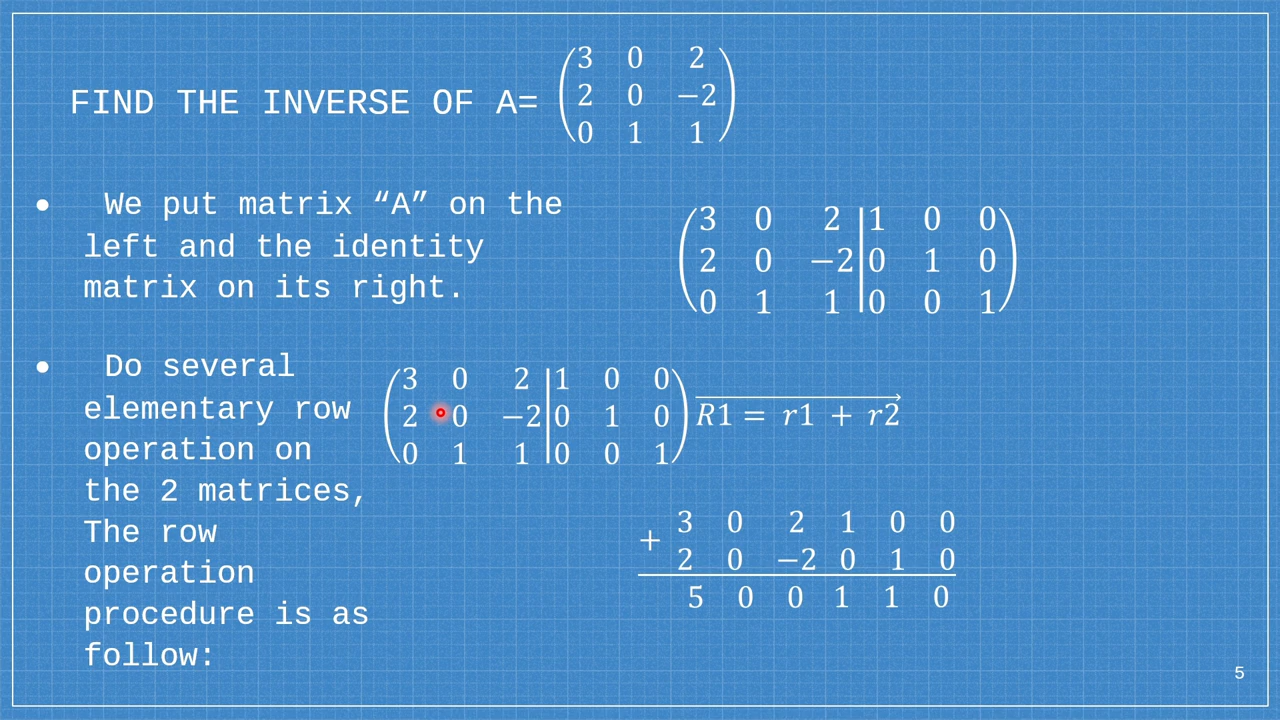 FIND THE INVERSE OF A=
3 0 2
2 0 −2
0 1 1
• We put matrix “A” on the
left and the identity
matrix on its right.
3 0 2 | 1 0 0
2 0 −2 | 0 1 0
0 1 1 | 0 0 1
• Do several
elementary row
operation on
the 2 matrices,
The row
operation
procedure is as
follow:
3 0 2 | 1 0 0
2 0 −2 | 0 1 0
0 1 1 | 0 0 1
R1 = r1 + r2
+
3 0 2 1 0 0
2 0 −2 0 1 0
5 0 0 1 1 0
5